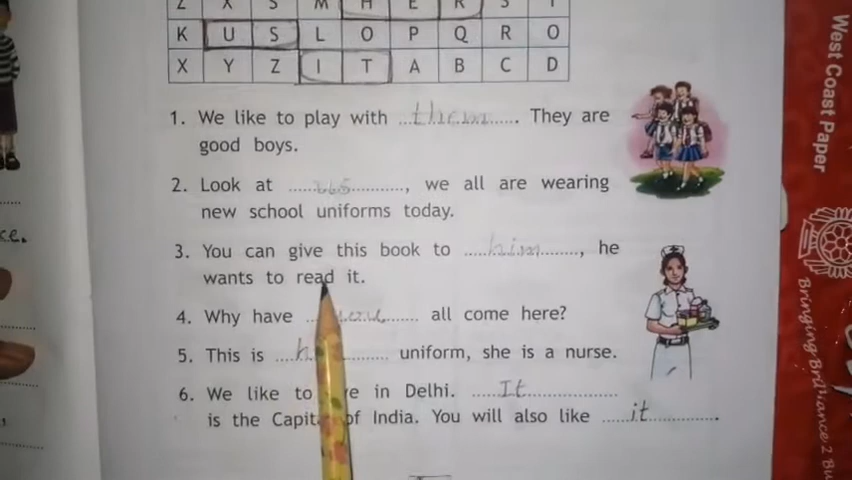 Z X S M H E R S T
K U S L O P Q R O
X Y Z I T A B C D
1. We like to play with ...them.... They are
good boys.
2. Look at ......us..........., we all are wearing
new school uniforms today.
3. You can give this book to .....him........, he
wants to read it.
4. Why have ...you....... all come here?
5. This is ....h............ uniform, she is a nurse.
6. We like to in Delhi. .....It...................
is the Capital of India. You will also like ......it..............
ce.
West Coast Paper
Bringing Brilliance 2